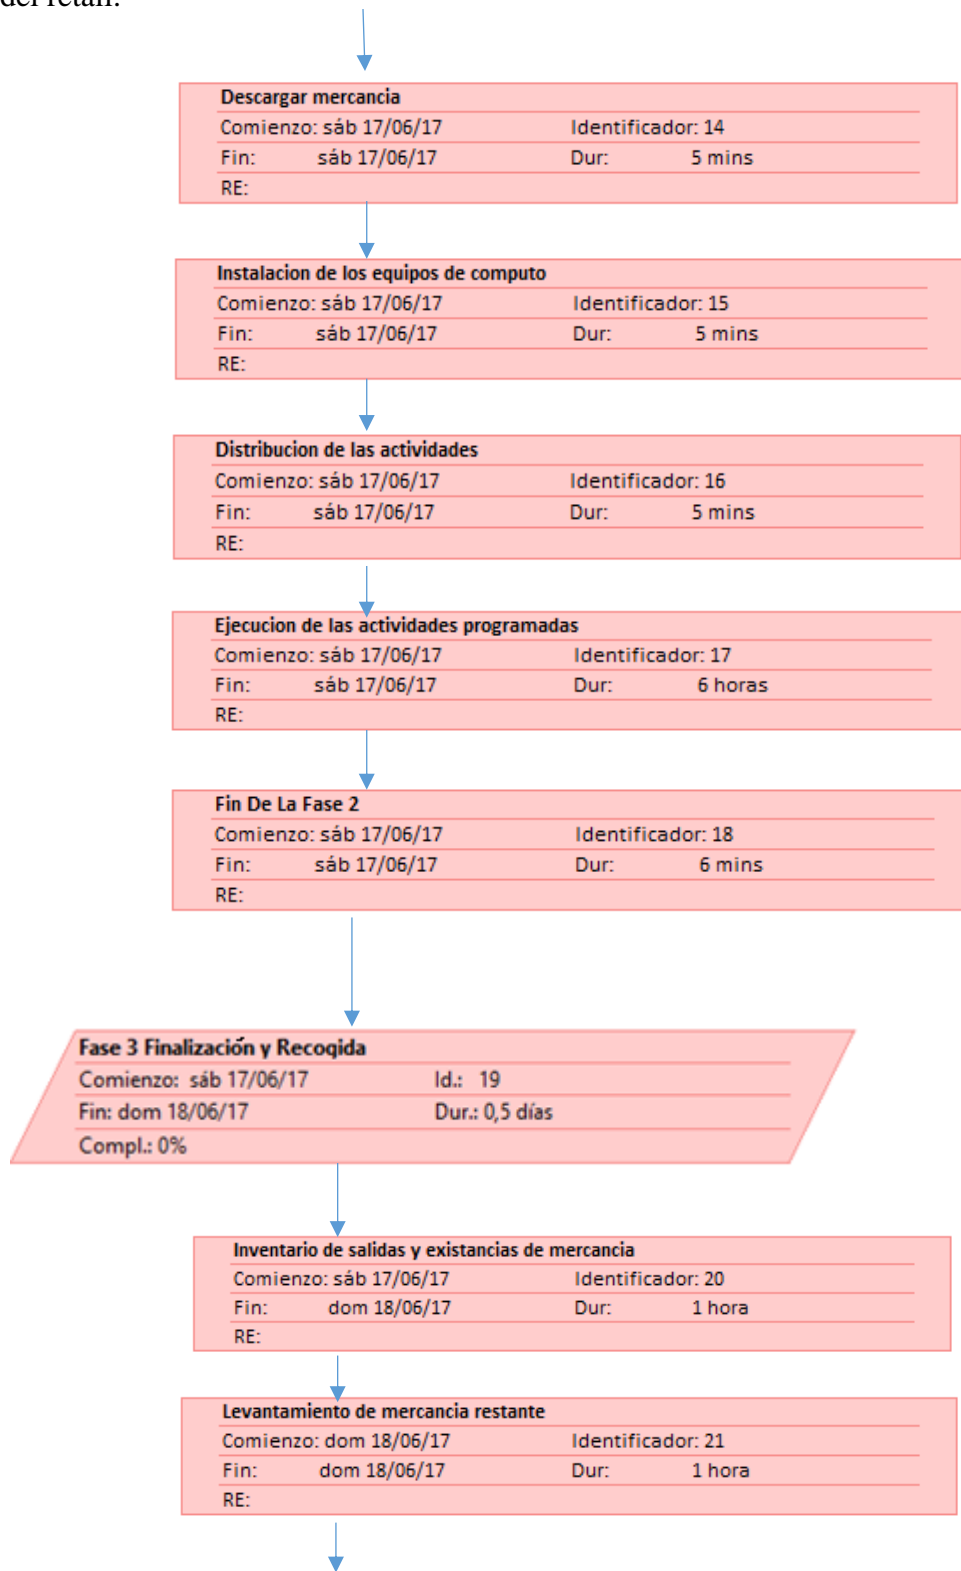 del retail.
Descargar mercancia
Comienzo: sáb 17/06/17 Identificador: 14
Fin: sáb 17/06/17 Dur: 5 mins
RE:
Instalacion de los equipos de computo
Comienzo: sáb 17/06/17 Identificador: 15
Fin: sáb 17/06/17 Dur: 5 mins
RE:
Distribucion de las actividades
Comienzo: sáb 17/06/17 Identificador: 16
Fin: sáb 17/06/17 Dur: 5 mins
RE:
Ejecucion de las actividades programadas
Comienzo: sáb 17/06/17 Identificador: 17
Fin: sáb 17/06/17 Dur: 6 horas
RE:
Fin De La Fase 2
Comienzo: sáb 17/06/17 Identificador: 18
Fin: sáb 17/06/17 Dur: 6 mins
RE:
Fase 3 Finalización y Recogida
Comienzo: sáb 17/06/17 Id.: 19
Fin: dom 18/06/17 Dur.: 0,5 días
Compl.: 0%
Inventario de salidas y existancias de mercancia
Comienzo: sáb 17/06/17 Identificador: 20
Fin: dom 18/06/17 Dur: 1 hora
RE:
Levantamiento de mercancia restante
Comienzo: dom 18/06/17 Identificador: 21
Fin: dom 18/06/17 Dur: 1 hora
RE: